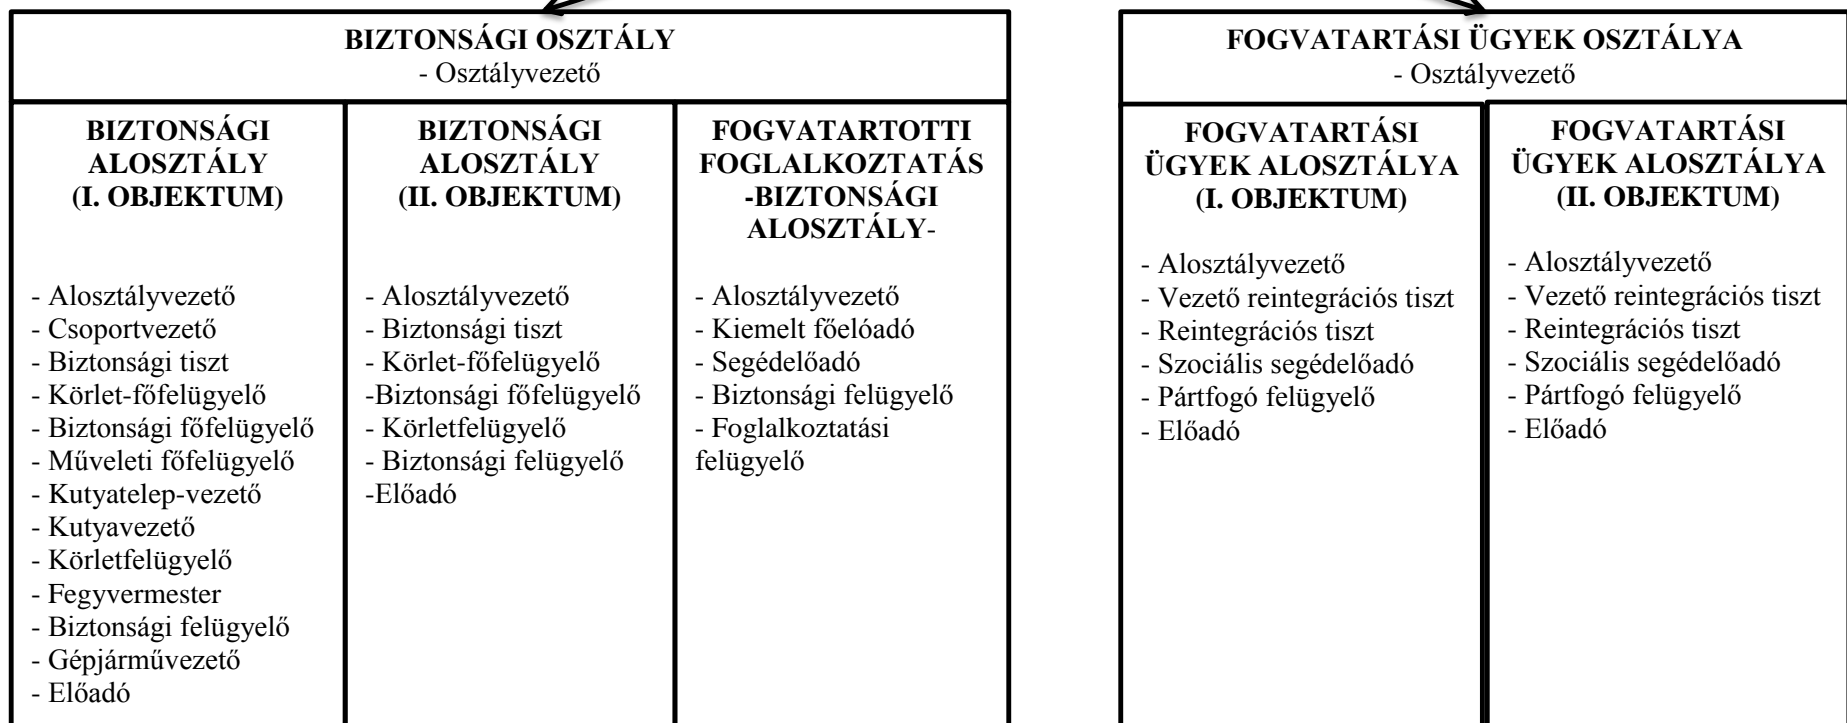 BIZTONSÁGI OSZTÁLY
- Osztályvezető
BIZTONSÁGI
ALOSZTÁLY
(I. OBJEKTUM)
- Alosztályvezető
- Csoportvezető
- Biztonsági tiszt
- Körlet-főfelügyelő
- Biztonsági főfelügyelő
- Műveleti főfelügyelő
- Kutyatelep-vezető
- Kutyavezető
- Körletfelügyelő
- Fegyvermester
- Biztonsági felügyelő
- Gépjárművezető
- Előadó
BIZTONSÁGI
ALOSZTÁLY
(II. OBJEKTUM)
- Alosztályvezető
- Biztonsági tiszt
- Körlet-főfelügyelő
-Biztonsági főfelügyelő
- Körletfelügyelő
- Biztonsági felügyelő
-Előadó
FOGVATARTOTTI
FOGLALKOZTATÁS
-BIZTONSÁGI
ALOSZTÁLY-
- Alosztályvezető
- Kiemelt főelóadó
- Segédelőadó
- Biztonsági felügyelő
- Foglalkoztatási
felügyelő
FOGVATARTÁSI ÜGYEK OSZTÁLYA
- Osztályvezető
FOGVATARTÁSI
ÜGYEK ALOSZTÁLYA
(I. OBJEKTUM)
- Alosztályvezető
- Vezető reintegrációs tiszt
- Reintegrációs tiszt
- Szociális segédelőadó
- Pártfogó felügyelő
- Előadó
FOGVATARTÁSI
ÜGYEK ALOSZTÁLYA
(II. OBJEKTUM)
- Alosztályvezető
- Vezető reintegrációs tiszt
- Reintegrációs tiszt
- Szociális segédelőadó
- Pártfogó felügyelő
- Előadó